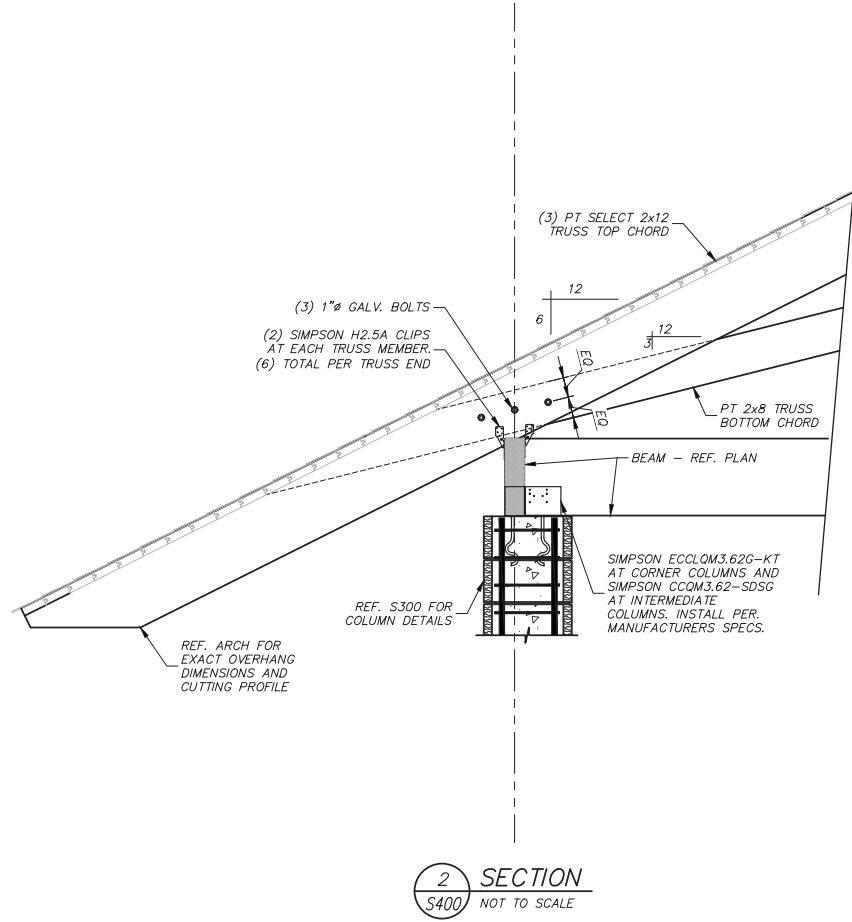 (3) PT SELECT 2x12
TRUSS TOP CHORD
12
6
(3) 1"ø GALV. BOLTS
(2) SIMPSON H2.5A CLIPS
AT EACH TRUSS MEMBER.
(6) TOTAL PER TRUSS END
12
3
EQ
EQ
PT 2x8 TRUSS
BOTTOM CHORD
BEAM - REF. PLAN
SIMPSON ECCLQM3.62G-KT
AT CORNER COLUMNS AND
SIMPSON CCQM3.62-SDSG
AT INTERMEDIATE
COLUMNS. INSTALL PER.
MANUFACTURERS SPECS.
REF. S300 FOR
COLUMN DETAILS
REF. ARCH FOR
EXACT OVERHANG
DIMENSIONS AND
CUTTING PROFILE
2
S400
SECTION
NOT TO SCALE